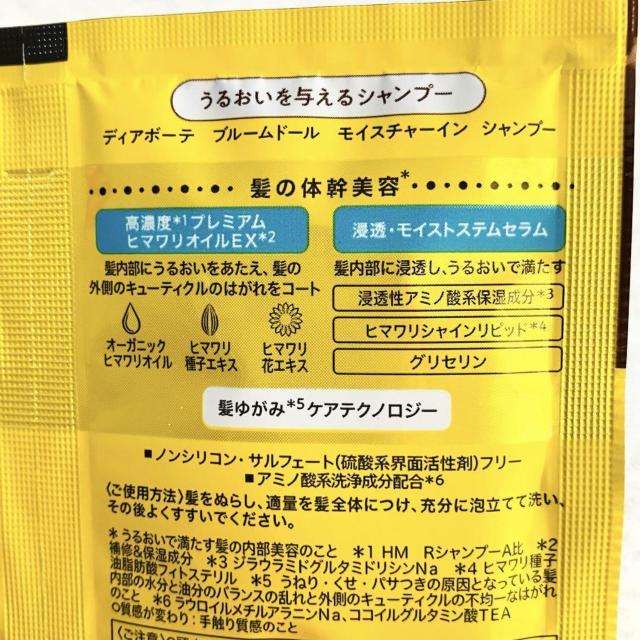 うるおいを与えるシャンプー
ディアボーテ ブルームドール モイスチャーイン シャンプー
髪の体幹美容*
高濃度*1プレミアム
ヒマワリオイルEX*2
髪内部にうるおいをあたえ、髪の
外側のキューティクルのはがれをコート
オーガニック
ヒマワリオイル
ヒマワリ
種子エキス
ヒマワリ
花エキス
浸透・モイストステムセラム
髪内部に浸透し、うるおいで満たす
浸透性アミノ酸系保湿成分*3
ヒマワリシャインリピッド*4
グリセリン
髪ゆがみ*5ケアテクノロジー
■ノンシリコン・サルフェート(硫酸系界面活性剤)フリー
■アミノ酸系洗浄成分配合*6
〈ご使用方法〉髪をぬらし、適量を髪全体につけ、充分に泡立てて洗い、
その後よくすすいでください。
*うるおいで満たす髪の内部美容のこと *1 HM Rシャンプー A比 *2
補修&保湿成分 *3 ジラウラミドグルタミドリシンNa *4 ヒマワリ種子
油脂肪酸フイトステリル *5 うねり・くせ・パサつきの原因となっている髪
内部の水分と油分のバランスの乱れと外側のキューティクルの不均一なはがれ
のこと *6 ラウロイルメチルアラニンNa、ココイルグルタミン酸TEA
○質感が変わり:手触り質感のこと
〈ご注意〉